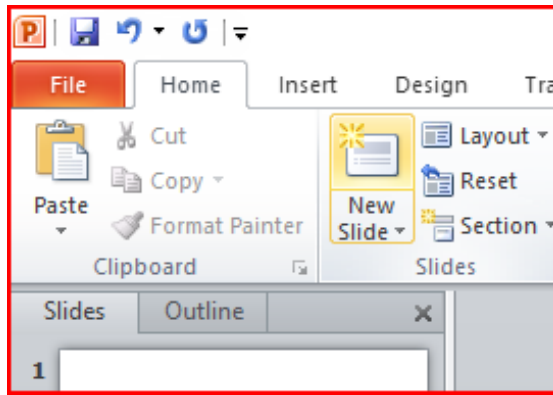 P
File Home Insert Design Tra
Cut
Copy
Paste
Format Painter
Clipboard
New
Slide
Layout
Reset
Section
Slides
Slides Outline
1